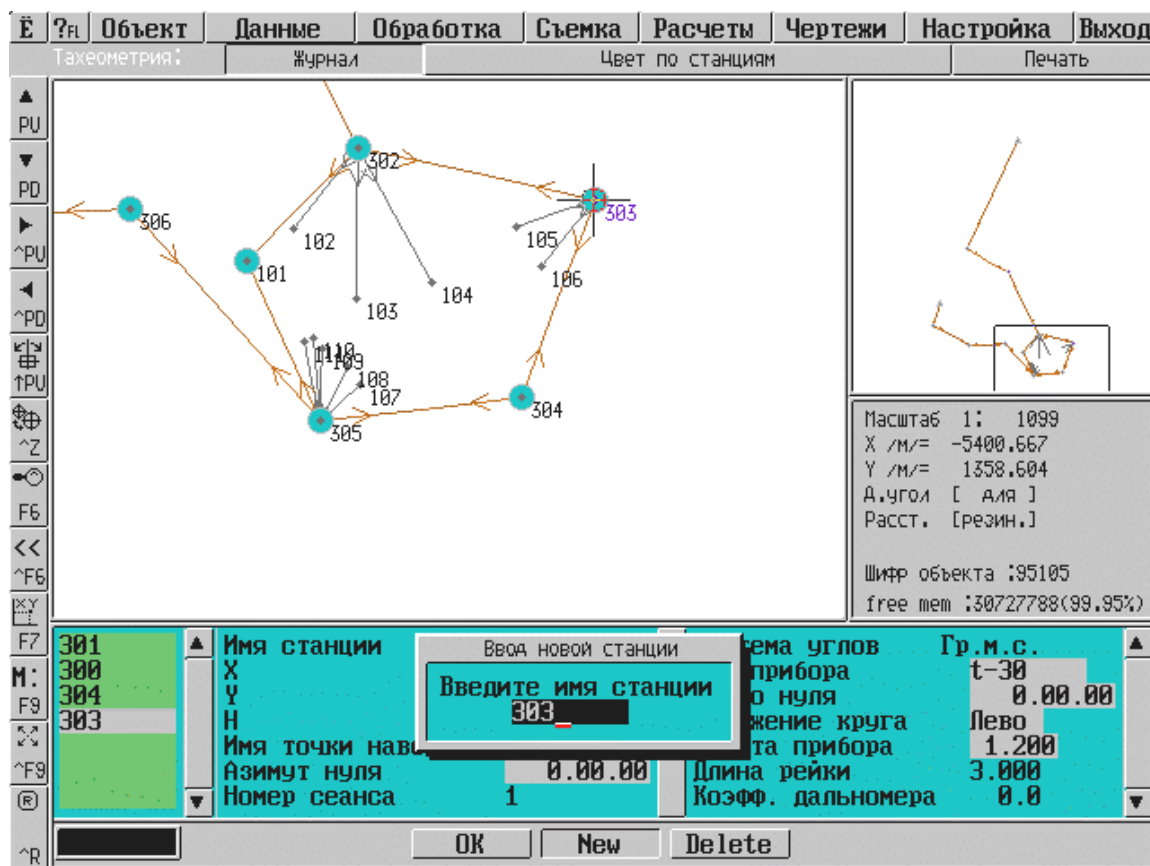 Ё ?FL Объект Данные Обработка Съемка Расчеты Чертежи Настройка Выход
Тахеометрия: Журнал Цвет по станциям Печать
PU
PD
^PU
^PD
↑PU
^Z
F6
<<
^F6
XY
F7
M:
F9
^F9
®
^R
302
303
306
105
102
106
101
104
103
109
108
107
304
305
Масштаб 1: 1099
X /м/= -5400.667
Y /м/= 1358.604
Д.угол [ для ]
Расст. [резин.]
Шифр объекта :95105
free mem :30727788(99.95%)
301
300
304
303
Имя станции
X
Y
H
Имя точки нав
Азимут нуля 0.00.00
Номер сеанса 1
Ввод новой станции
Введите имя станции
303_
ема углов Гр.м.с.
прибора t-30
о нуля 0.00.00
жение круга Лево
та прибора 1.200
Длина рейки 3.000
Коэфф. дальномера 0.0
OK New Delete